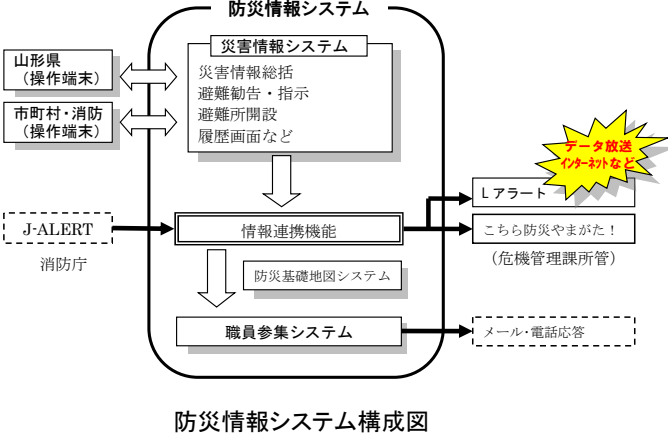 防災情報システム
災害情報システム
山形県
（操作端末）
災害情報総括
避難勧告・指示
避難所開設
履歴画面など
市町村・消防
（操作端末）
データ放送
インターネットなど
Ｌアラート
J-ALERT
消防庁
情報連携機能
こちら防災やまがた！
（危機管理課所管）
防災基礎地図システム
職員参集システム
メール・電話応答
防災情報システム構成図